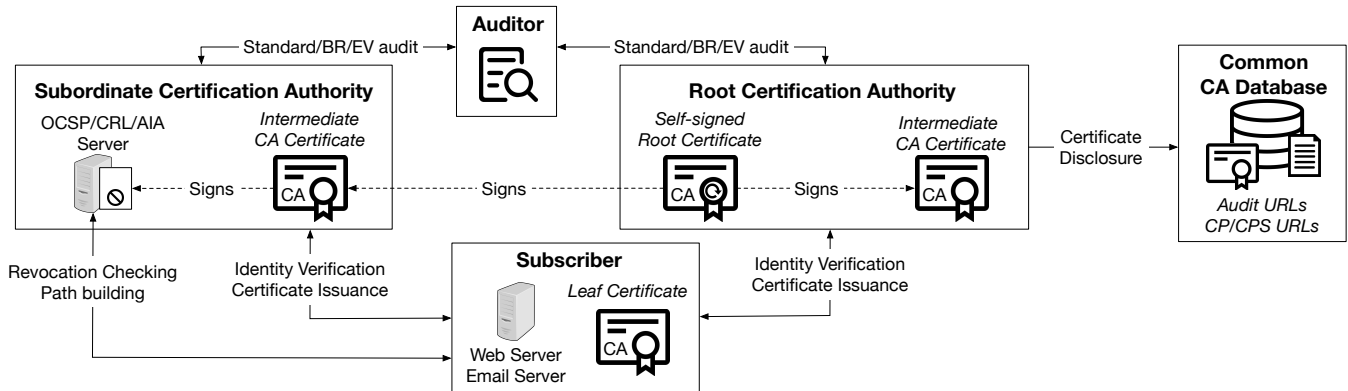 Auditor
Standard/BR/EV audit
Standard/BR/EV audit
Subordinate Certification Authority
OCSP/CRL/AIA
Server
Intermediate
CA Certificate
CA
Signs
Signs
Root Certification Authority
Self-signed
Root Certificate
CA
Signs
Intermediate
CA Certificate
CA
Certificate
Disclosure
Common
CA Database
Audit URLs
CP/CPS URLs
Revocation Checking
Path building
Identity Verification
Certificate Issuance
Subscriber
Leaf Certificate
CA
Web Server
Email Server
Identity Verification
Certificate Issuance